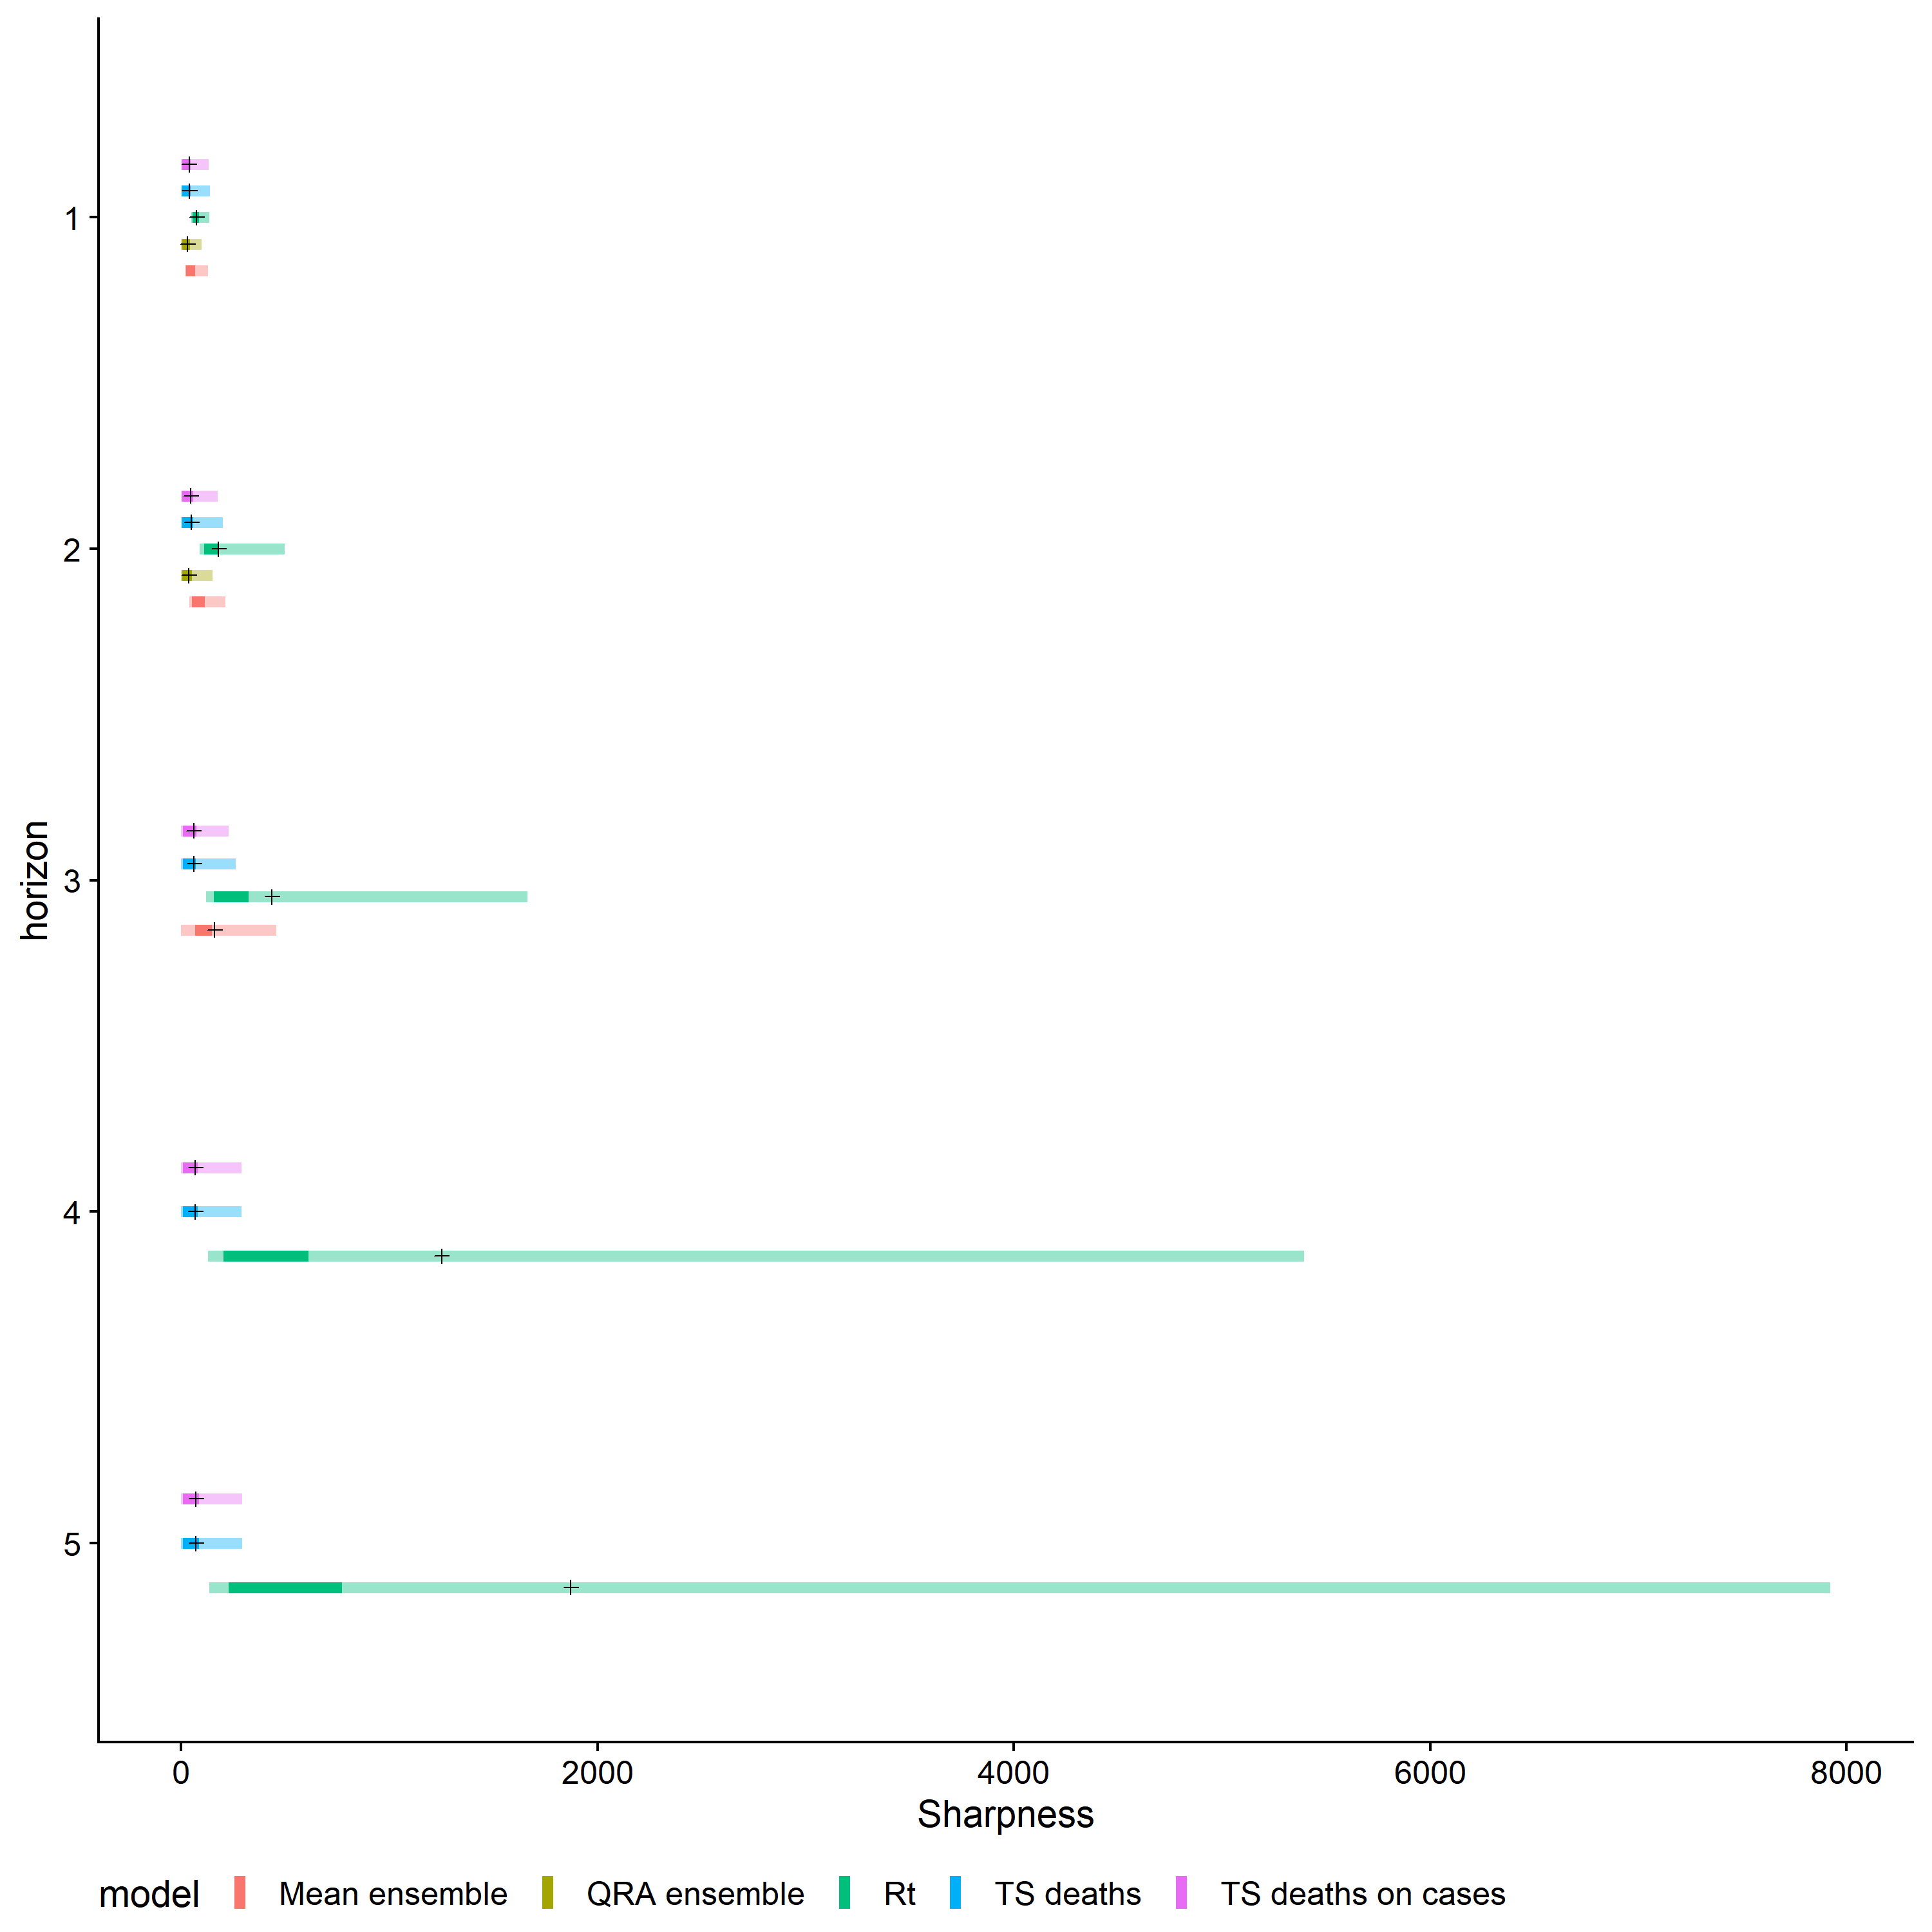 1
2
3
4
5
horizon
0 2000 4000 6000 8000
Sharpness
model Mean ensemble QRA ensemble Rt TS deaths TS deaths on cases